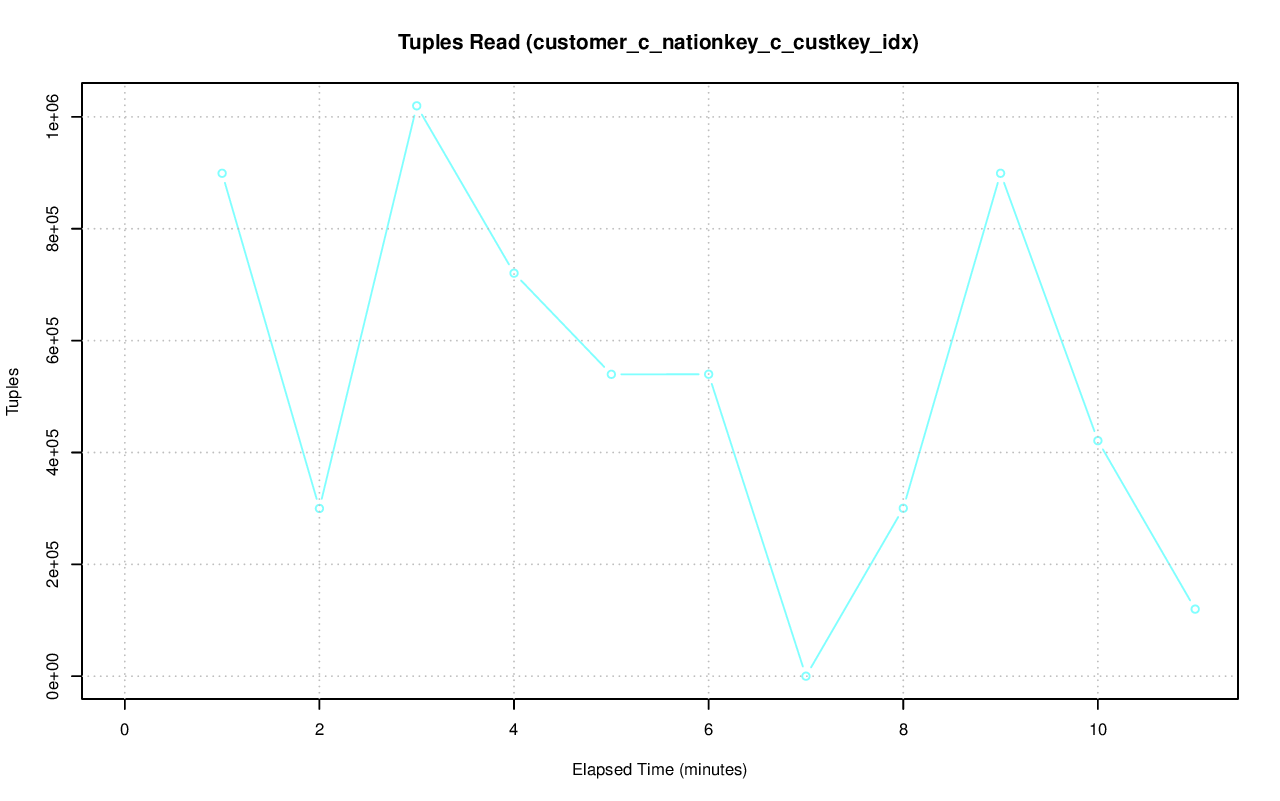 Tuples Read (customer_c_nationkey_c_custkey_idx)
1e+06
8e+05
6e+05
4e+05
2e+05
0e+00
Tuples
0 2 4 6 8 10
Elapsed Time (minutes)